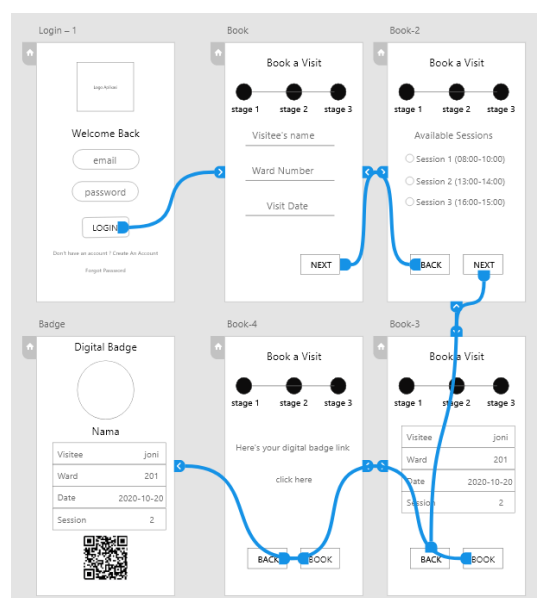 Login – 1
Welcome Back
email
password
LOGIN
Don't have an account ? Create An Account
Forgot Password
Book
Book a Visit
stage 1 stage 2 stage 3
Visitee's name
Ward Number
Visit Date
NEXT
Book-2
Book a Visit
stage 1 stage 2 stage 3
Available Sessions
Session 1 (08:00-10:00)
Session 2 (13:00-14:00)
Session 3 (16:00-15:00)
BACK NEXT
Badge
Digital Badge
Nama
Visitee joni
Ward 201
Date 2020-10-20
Session 2
Book-4
Book a Visit
stage 1 stage 2 stage 3
Here's your digital badge link
click here
BACK BOOK
Book-3
Book a Visit
stage 1 stage 2 stage 3
Visitee joni
Ward 201
Date 2020-10-20
Session 2
BACK BOOK